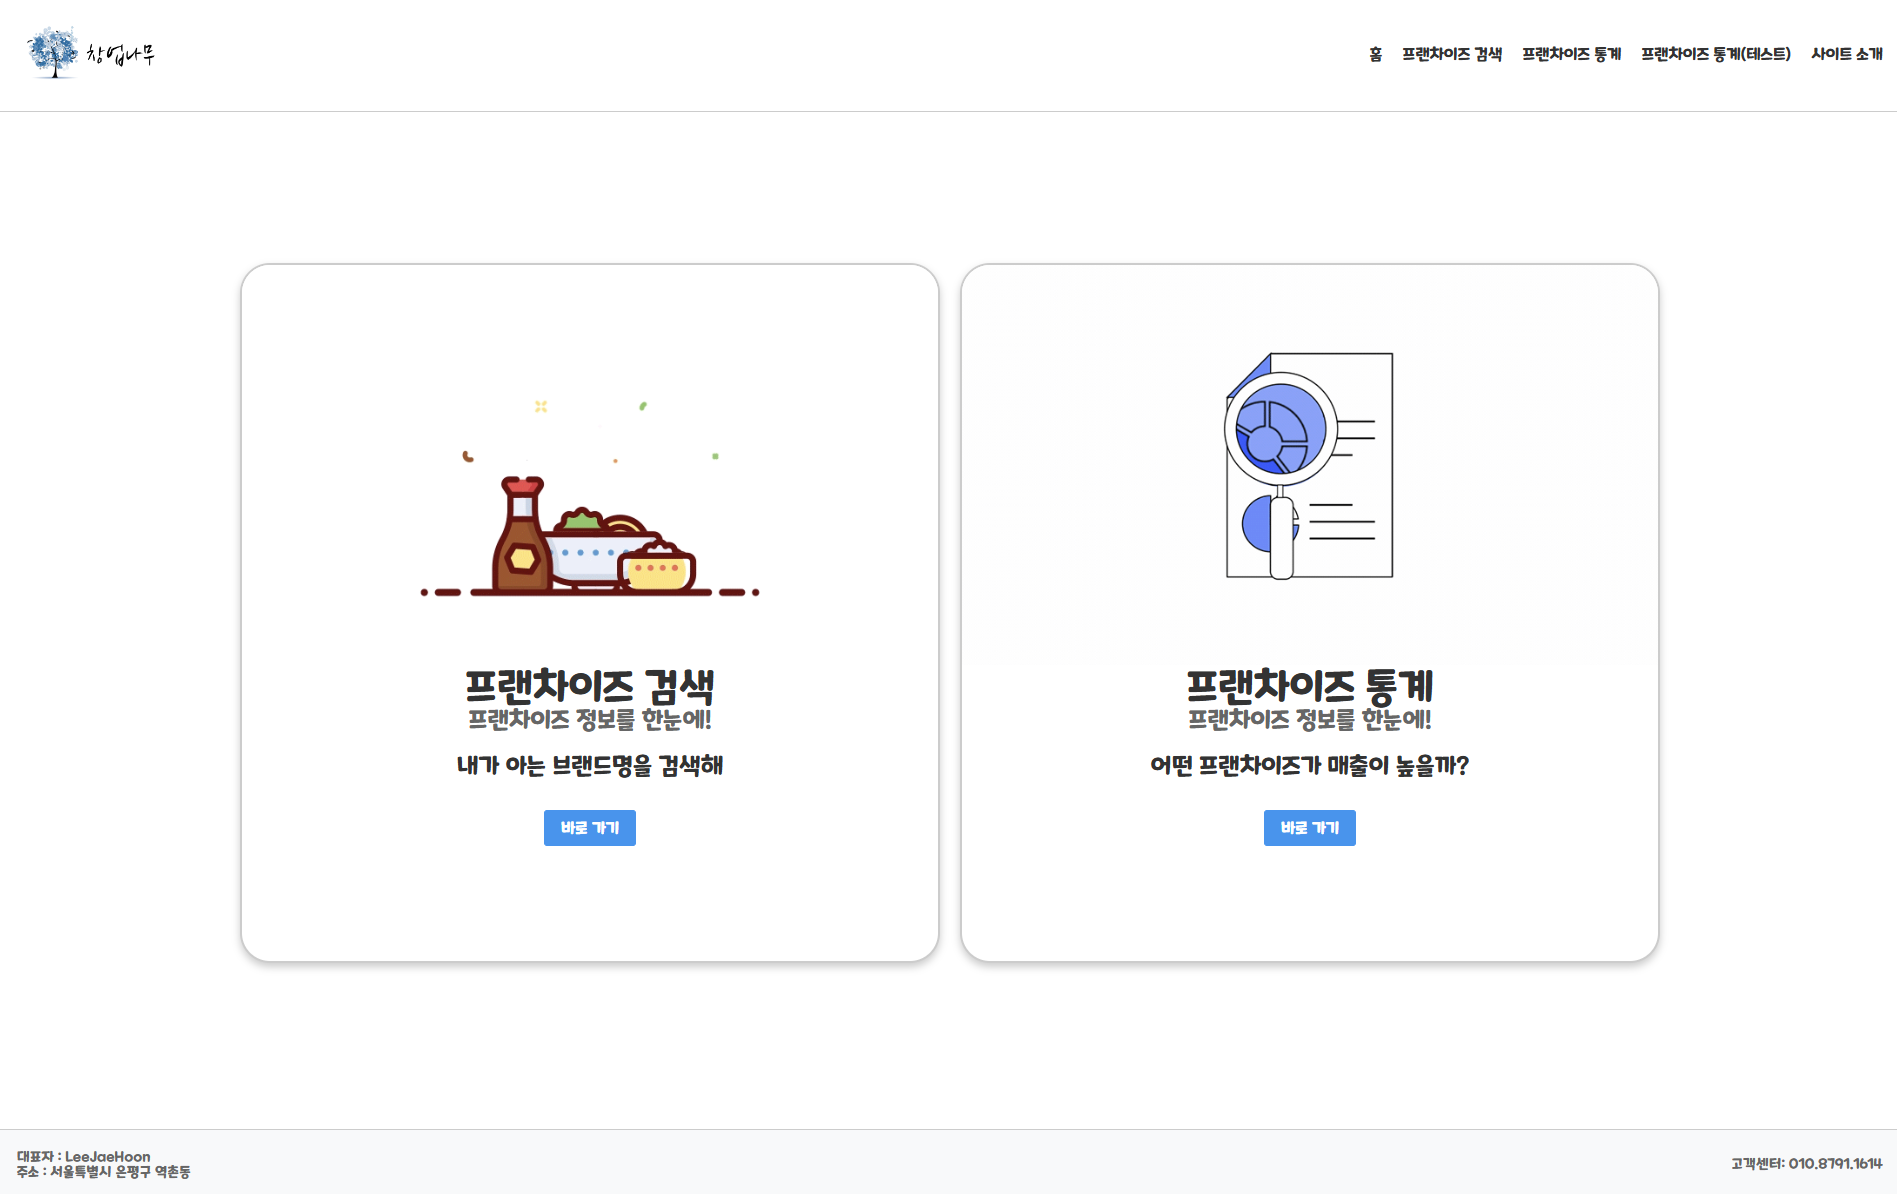 창업나무
홈 프랜차이즈 검색 프랜차이즈 통계 프랜차이즈 통계(테스트) 사이트 소개
프랜차이즈 검색
프랜차이즈 정보를 한눈에!
내가 아는 브랜드명을 검색해
바로 가기
프랜차이즈 통계
프랜차이즈 정보를 한눈에!
어떤 프랜차이즈가 매출이 높을까?
바로 가기
대표자 : LeeJaeHoon
주소 : 서울특별시 은평구 역촌동
고객센터: 010.8791.1614